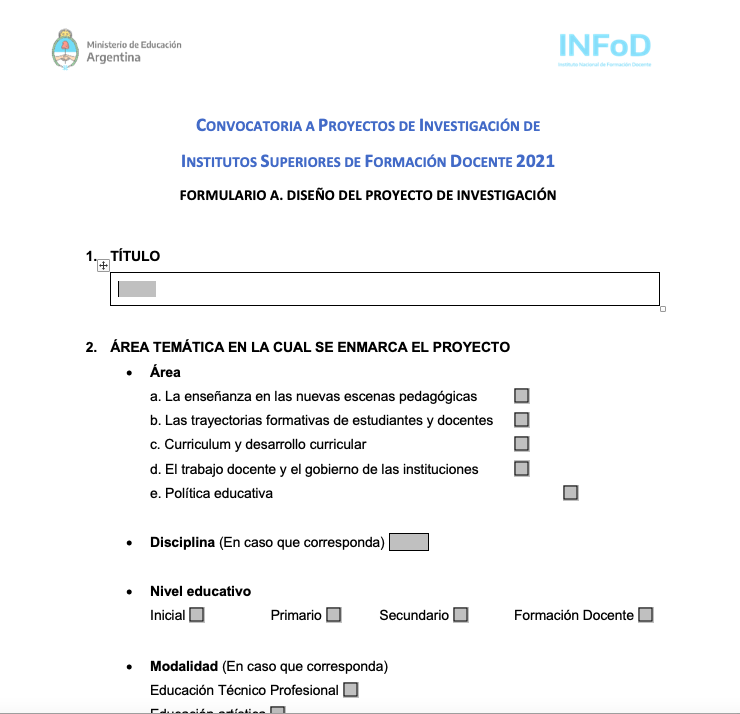 Ministerio de Educación
Argentina
INFoD
Instituto Nacional de Formación Docente
CONVOCATORIA A PROYECTOS DE INVESTIGACIÓN DE
INSTITUTOS SUPERIORES DE FORMACIÓN DOCENTE 2021
FORMULARIO A. DISEÑO DEL PROYECTO DE INVESTIGACIÓN
1. TÍTULO
2. ÁREA TEMÁTICA EN LA CUAL SE ENMARCA EL PROYECTO
• Área
a. La enseñanza en las nuevas escenas pedagógicas
b. Las trayectorias formativas de estudiantes y docentes
c. Curriculum y desarrollo curricular
d. El trabajo docente y el gobierno de las instituciones
e. Política educativa
• Disciplina (En caso que corresponda)
• Nivel educativo
Inicial Primario Secundario Formación Docente
• Modalidad (En caso que corresponda)
Educación Técnico Profesional
Educación artística